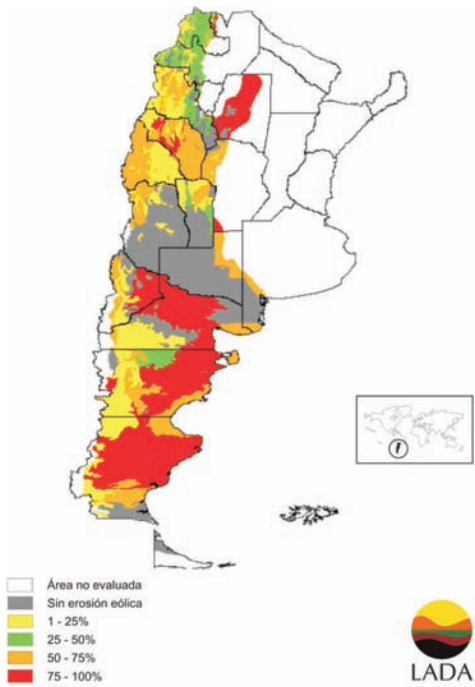 Área no evaluada
Sin erosión eólica
1 - 25%
25 - 50%
50 - 75%
75 - 100%
LADA